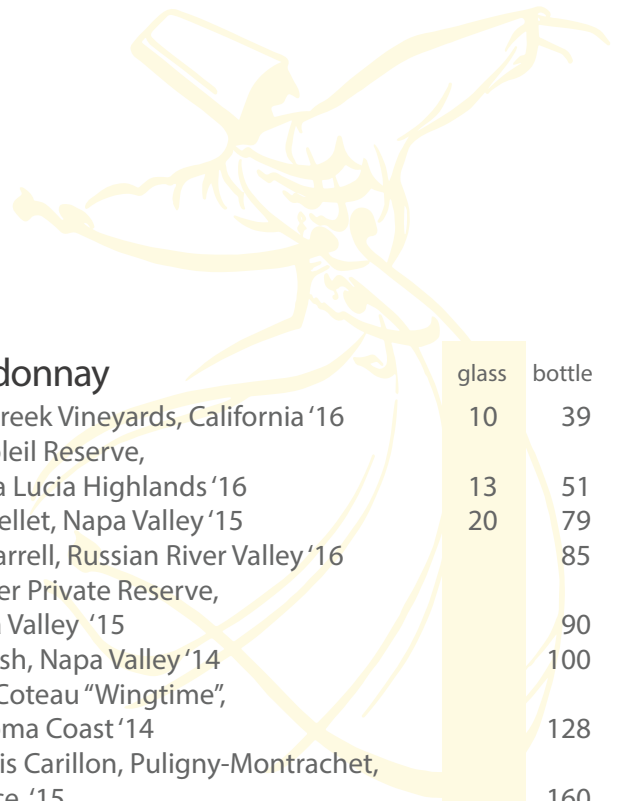 donnay glass bottle
reek Vineyards, California ‘16 10 39
leil Reserve,
a Lucia Highlands ‘16 13 51
ellet, Napa Valley ‘15 20 79
arrell, Russian River Valley ‘16 85
er Private Reserve,
Valley ‘15 90
sh, Napa Valley ‘14 100
Coteau “Wingtime”,
ma Coast ‘14 128
is Carillon, Puligny-Montrachet,
ce ‘15 160